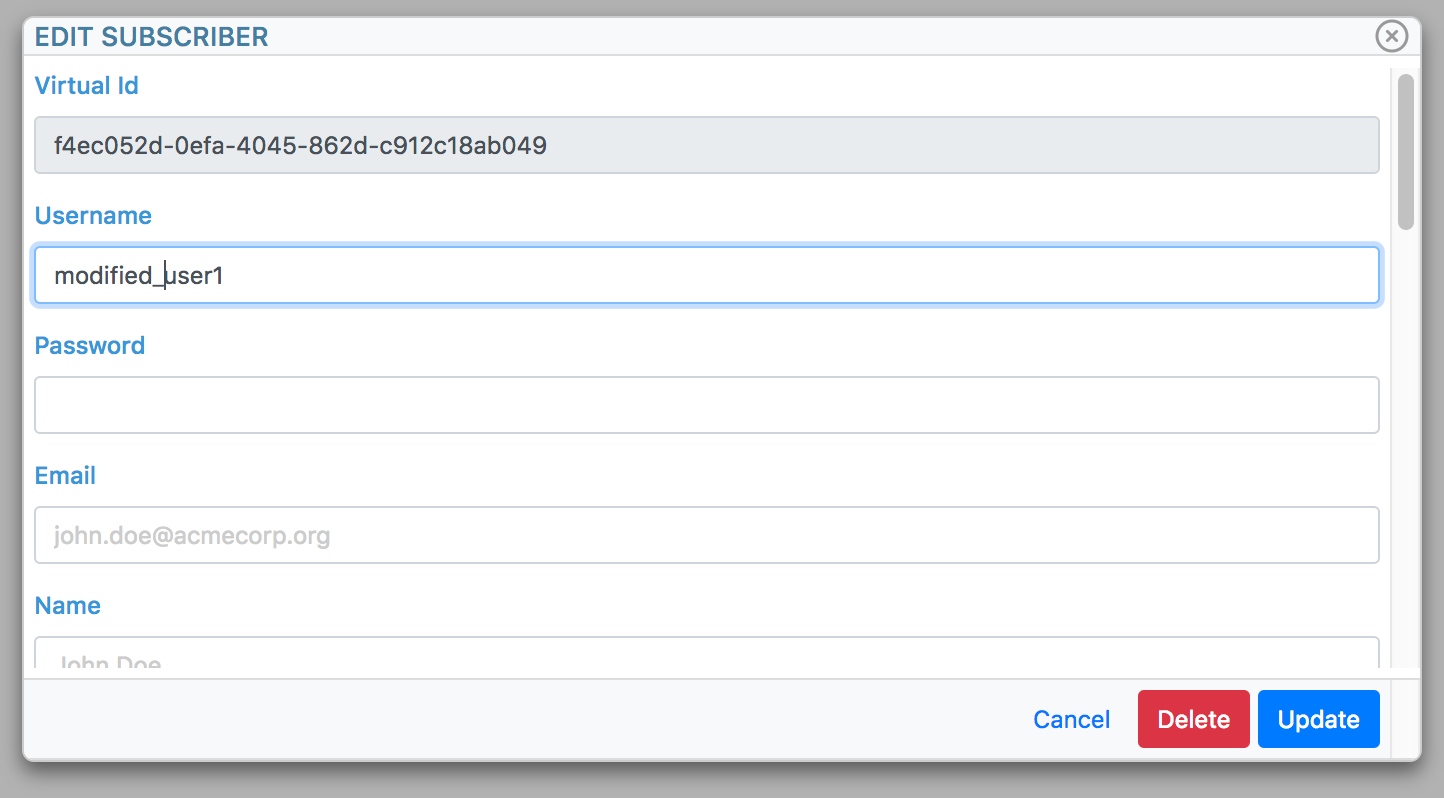 EDIT SUBSCRIBER
Virtual Id
f4ec052d-0efa-4045-862d-c912c18ab049
Username
modified_user1
Password
Email
john.doe@acmecorp.org
Name
John Doe
Cancel Delete Update